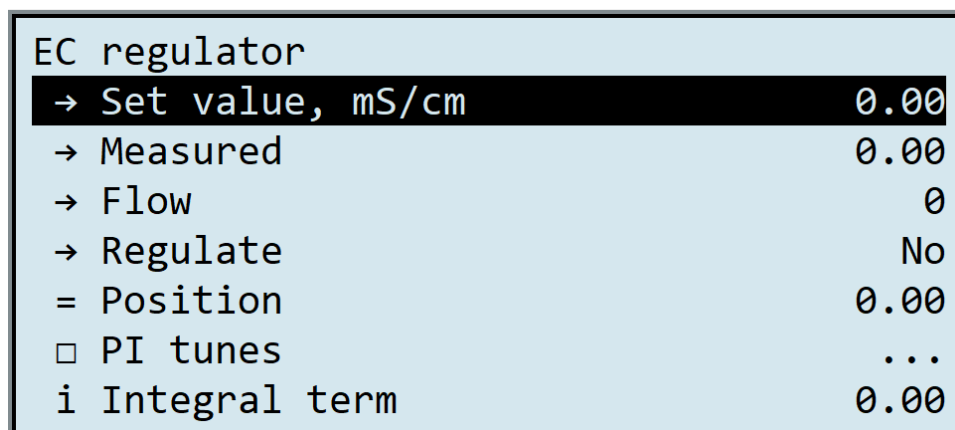 EC regulator
→ Set value, mS/cm 0.00
→ Measured 0.00
→ Flow 0
→ Regulate No
= Position 0.00
□ PI tunes ...
i Integral term 0.00